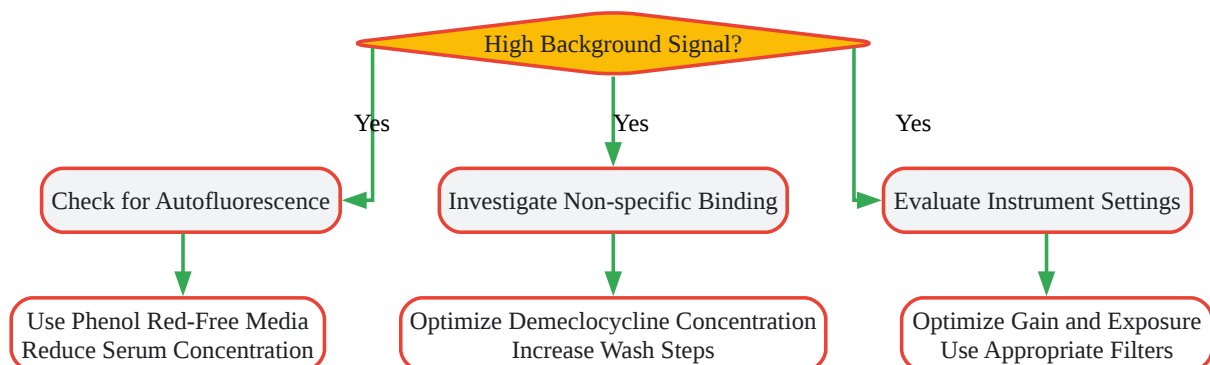 High Background Signal?
Yes
Yes
Yes
Check for Autofluorescence
Investigate Non-specific Binding
Evaluate Instrument Settings
Use Phenol Red-Free Media
Reduce Serum Concentration
Optimize Demeclocycline Concentration
Increase Wash Steps
Optimize Gain and Exposure
Use Appropriate Filters